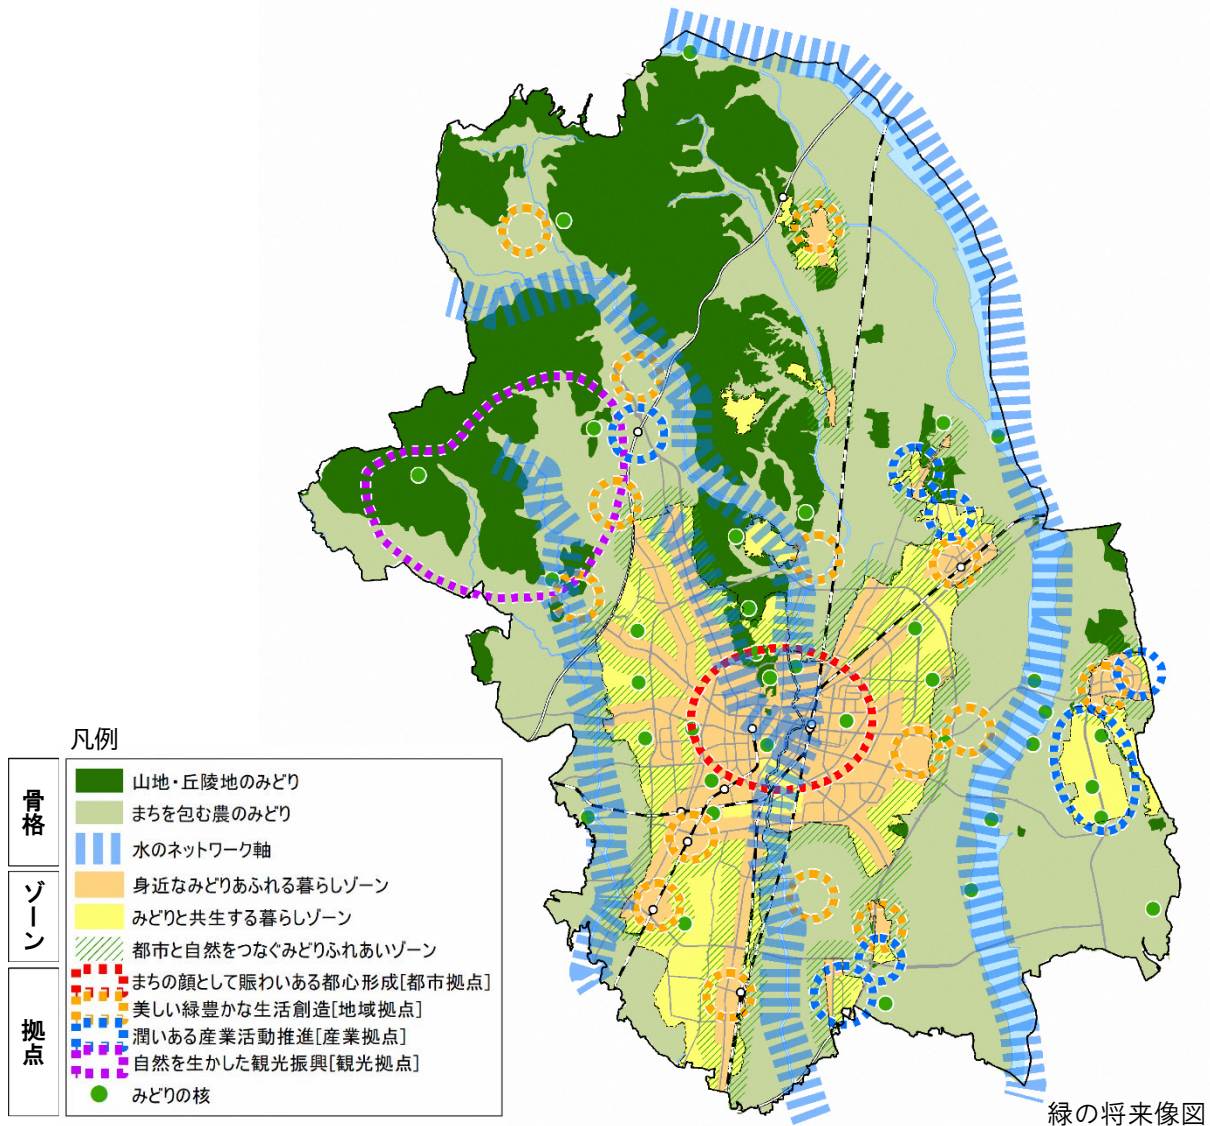 凡例
骨格
山地・丘陵地のみどり
まちを包む農のみどり
水のネットワーク軸
ゾーン
身近なみどりあふれる暮らしゾーン
みどりと共生する暮らしゾーン
都市と自然をつなぐみどりふれあいゾーン
拠点
まちの顔として賑わいある都心形成[都市拠点]
美しい緑豊かな生活創造[地域拠点]
潤いある産業活動推進[産業拠点]
自然を生かした観光振興[観光拠点]
みどりの核
緑の将来像図